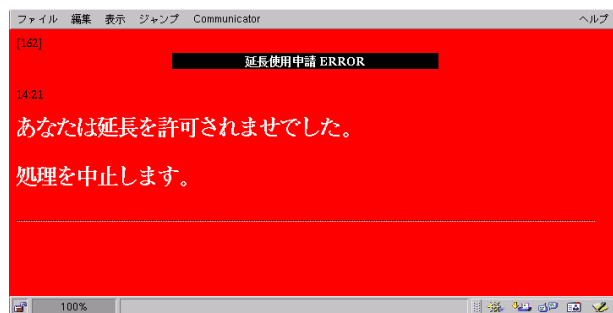 ファイル 編集 表示 ジャンプ Communicator ヘルプ
[162]
延長使用申請 ERROR
14:21
あなたは延長を許可されませでした。
処理を中止します。
100%